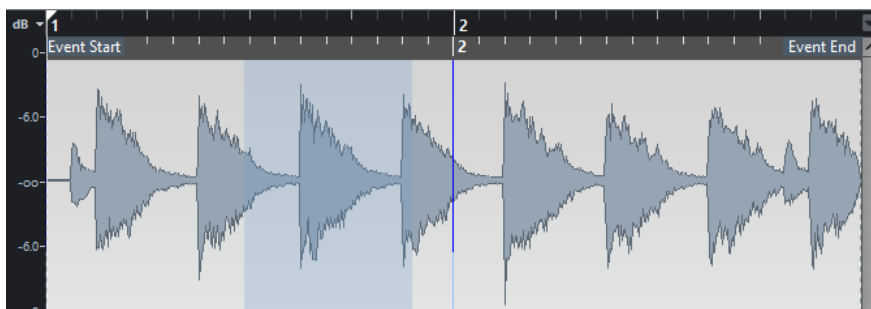 dB 1 2
0- Event Start 2 Event End
-6.0-
-oo-
-6.0-